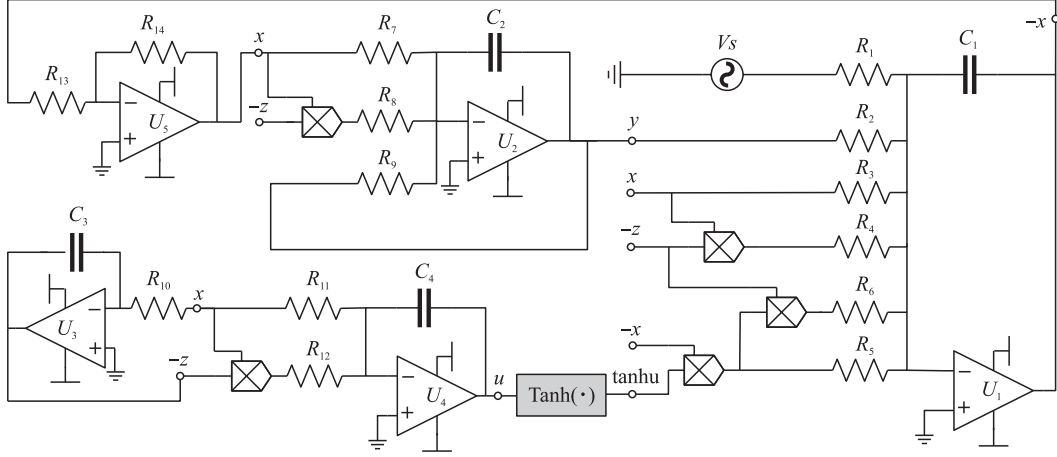 −x
R14
x
R7
C2
Vs
R1
C1
R13
− + U5
−z
R8
− + U2
y
R2
R9
x
R3
C3
−z
R4
R10
x
R11
C4
R6
− + U3
−z
R12
−x
− + U4
u
Tanh(·)
tanhu
R5
− + U1